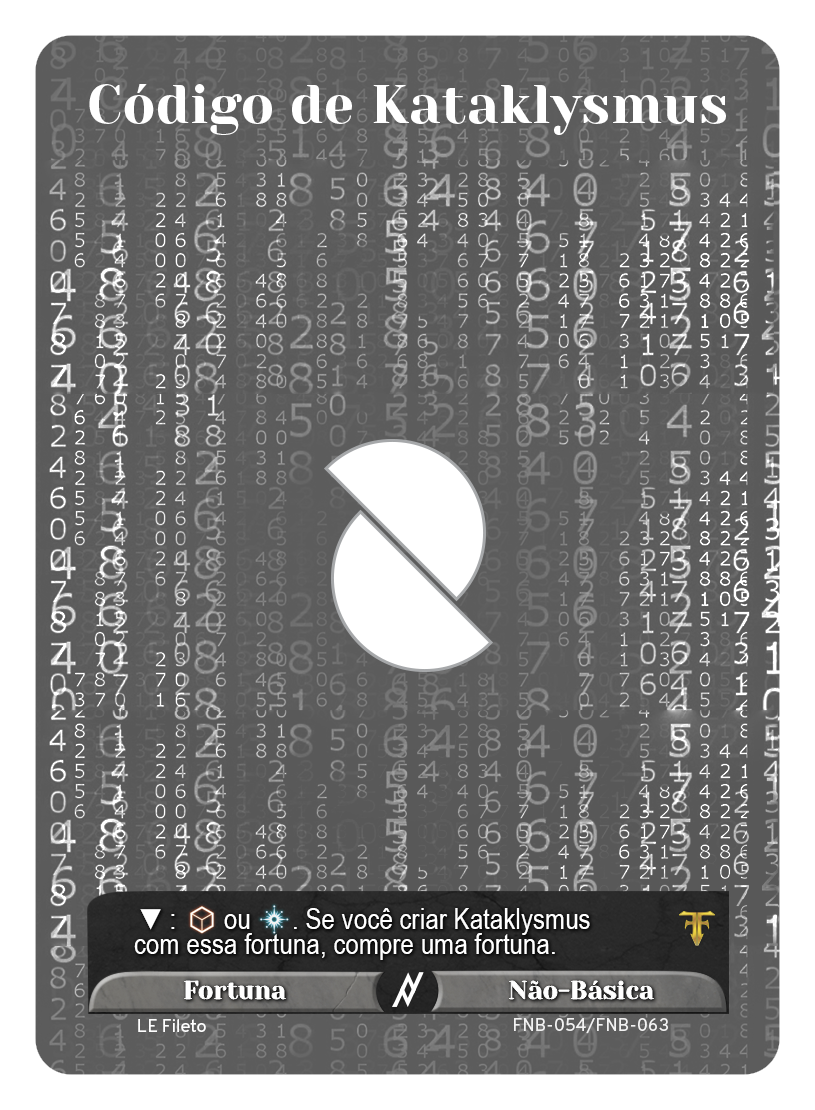 Código de Kataklysmus
▼ : ou . Se você criar Kataklysmus
com essa fortuna, compre uma fortuna.
Fortuna Não-Básica
LE Fileto FNB-054/FNB-063